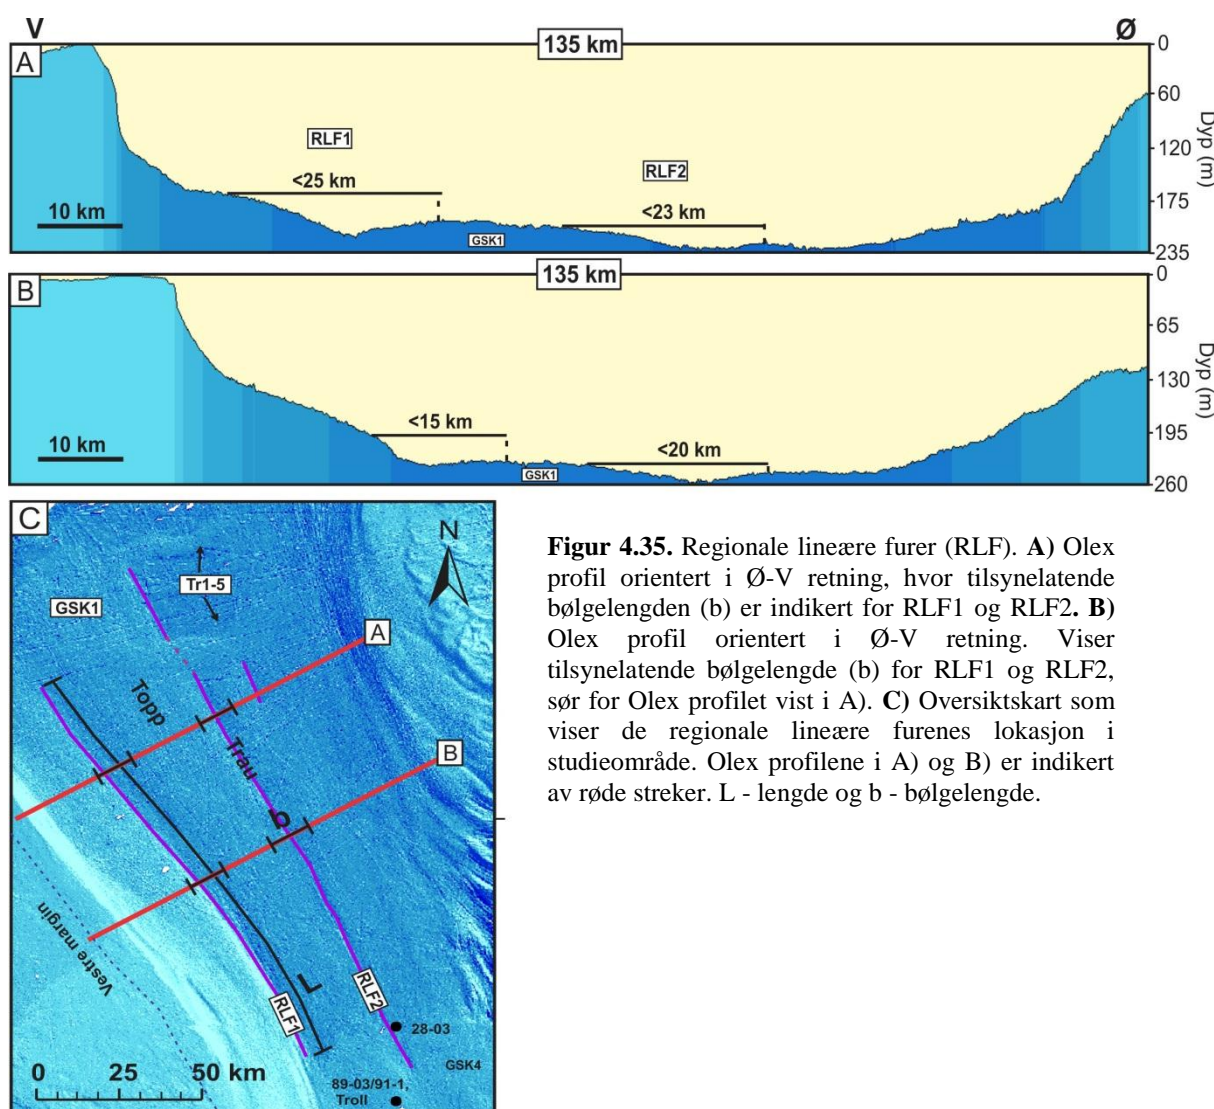 V
Ø
A
135 km
0
60
120
175
235
Dyp (m)
RLF1
<25 km
RLF2
<23 km
10 km
GSK1
B
135 km
0
65
130
195
260
Dyp (m)
<15 km
<20 km
10 km
GSK1
C
N
Tr1-5
GSK1
A
Topp
Trau
B
b
Vestre margin
L
RLF1
RLF2
28-03
GSK4
0 25 50 km
89-03/91-1,
Troll
Figur 4.35. Regionale lineære furer (RLF). A) Olex
profil orientert i Ø-V retning, hvor tilsynelatende
bølgelengden (b) er indikert for RLF1 og RLF2. B)
Olex profil orientert i Ø-V retning. Viser
tilsynelatende bølgelengde (b) for RLF1 og RLF2,
sør for Olex profilet vist i A). C) Oversiktskart som
viser de regionale lineære furenes lokasjon i
studieområde. Olex profilene i A) og B) er indikert
av røde streker. L - lengde og b - bølgelengde.